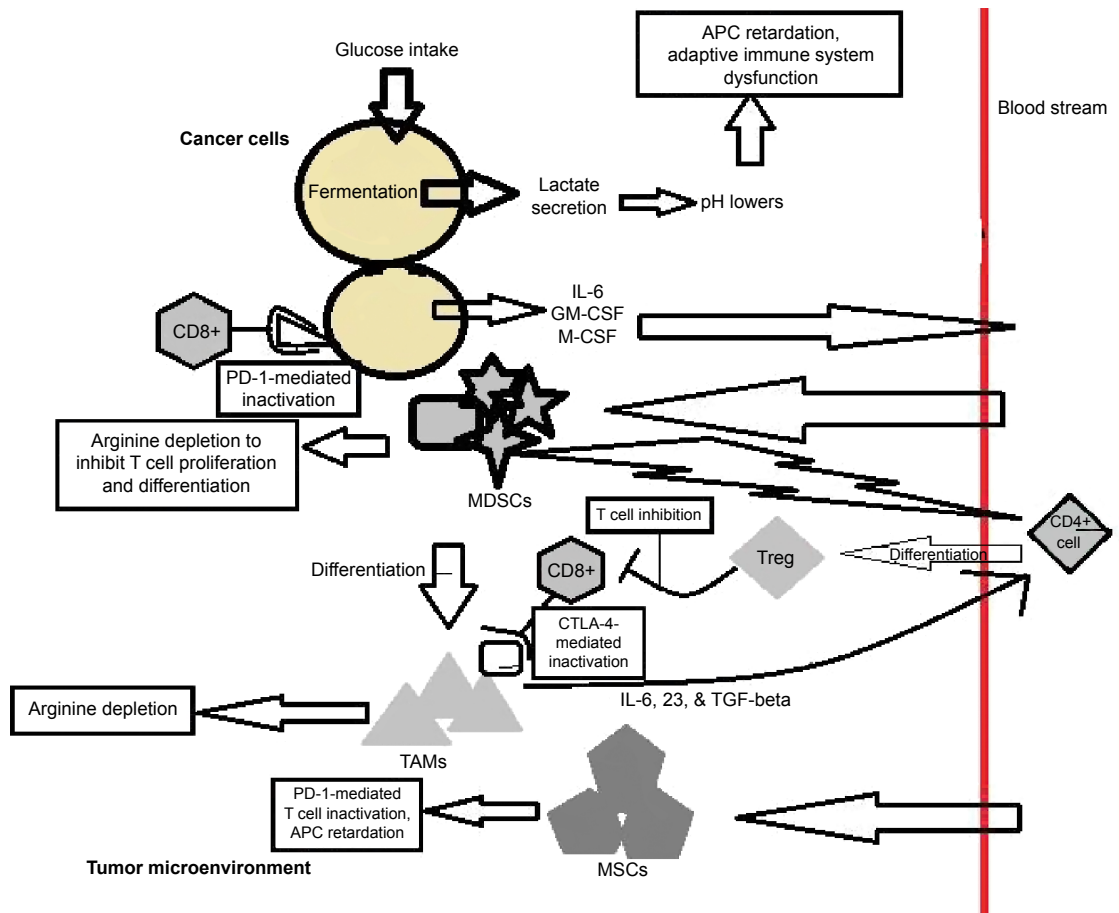 APC retardation,
adaptive immune system
dysfunction
Glucose intake
Blood stream
Cancer cells
Fermentation
Lactate
secretion
pH lowers
IL-6
GM-CSF
M-CSF
CD8+
PD-1-mediated
inactivation
Arginine depletion to
inhibit T cell proliferation
and differentiation
MDSCs
T cell inhibition
CD4+
cell
Treg
Differentiation
Differentiation
CD8+
CTLA-4-
mediated
inactivation
IL-6, 23, & TGF-beta
Arginine depletion
TAMs
PD-1-mediated
T cell inactivation,
APC retardation
MSCs
Tumor microenvironment